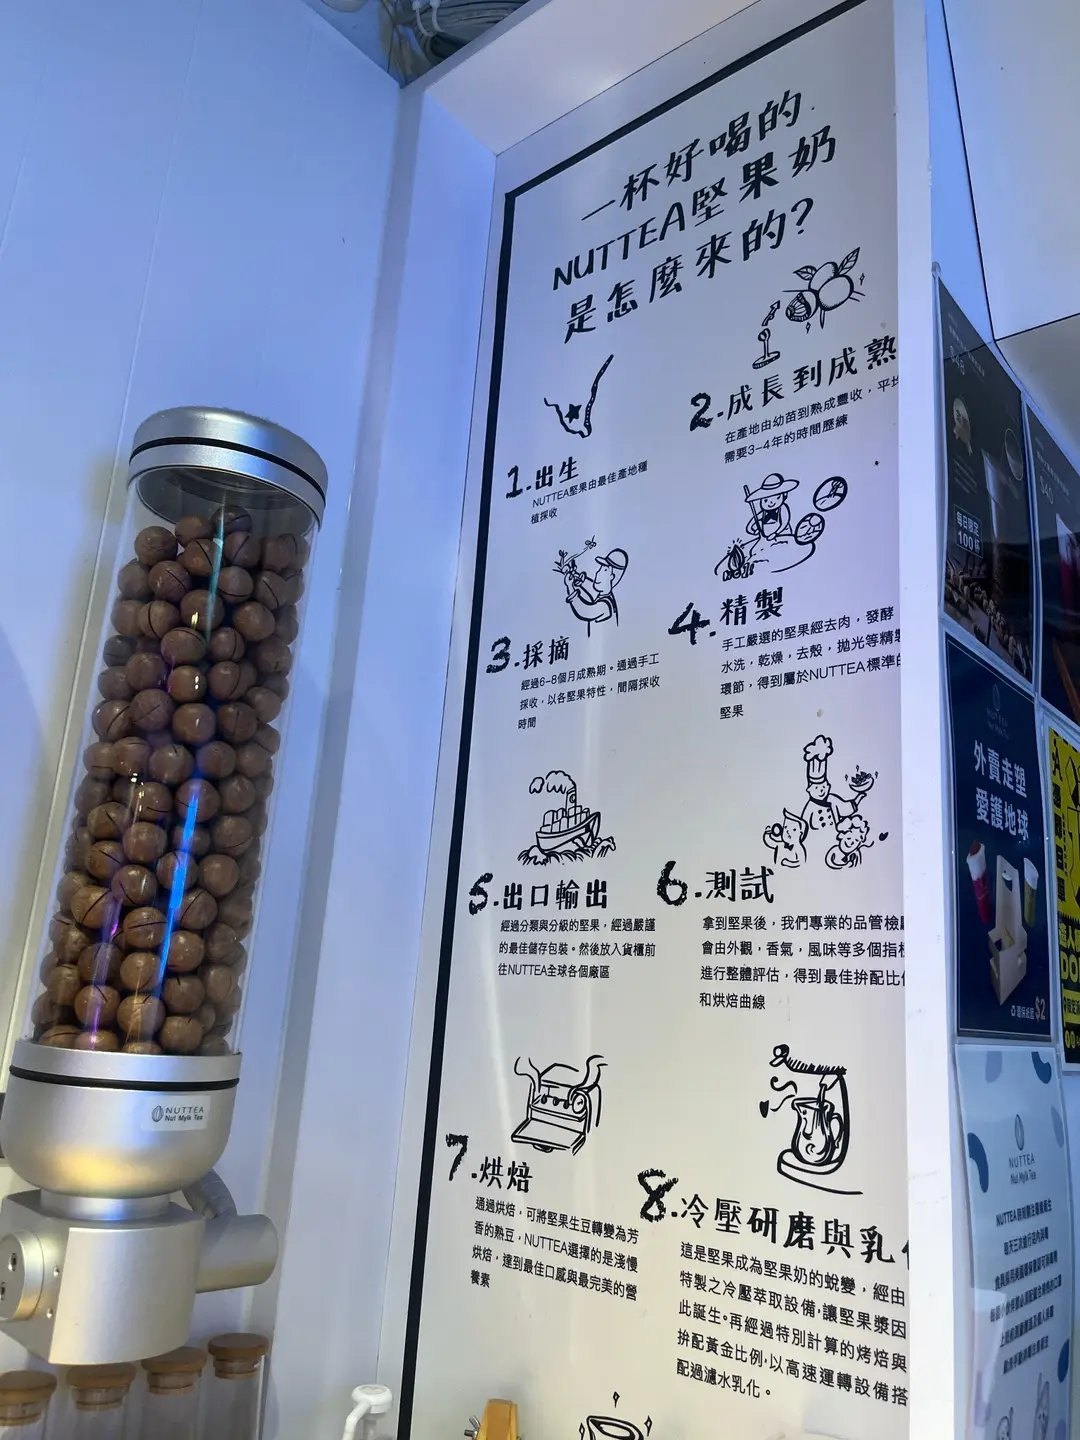 一杯好喝的
NUTTEA堅果奶
是怎麼來的?
1.出生
NUTTEA堅果由最佳產地種
植採收
2.成長到成熟
在產地由幼苗到熟成豐收，平均
需要3-4年的時間歷練
3.採摘
經過6-8個月成熟期。通過手工
採收，以各堅果特性，間隔採收
時間
4.精製
手工嚴選的堅果經去肉，發酵
水洗，乾燥，去殼，拋光等精製
環節，得到屬於NUTTEA標準的
堅果
5.出口輸出
經過分類與分級的堅果，經過嚴謹
的最佳儲存包裝。然後放入貨櫃前
往NUTTEA全球各個廠區
6.測試
拿到堅果後，我們專業的品管檢
會由外觀，香氣，風味等多個指
進行整體評估，得到最佳拼配比
和烘焙曲線
7.烘焙
通過烘焙，可將堅果生豆轉變為芳
香的熟豆，NUTTEA選擇的是淺慢
烘焙，達到最佳口感與最完美的營
養素
8.冷壓研磨與乳
這是堅果成為堅果奶的蛻變，經由
特製之冷壓萃取設備，讓堅果漿因
此誕生。再經過特別計算的烤焙與
拼配黃金比例，以高速運轉設備搭
配過濾水乳化。
NUTTEA
Nut Mylk Tea
$48
每日限定
100杯
$40
NUTTEA
外賣走塑
愛護地球
$2
NUTTEA
Nut Mylk Tea